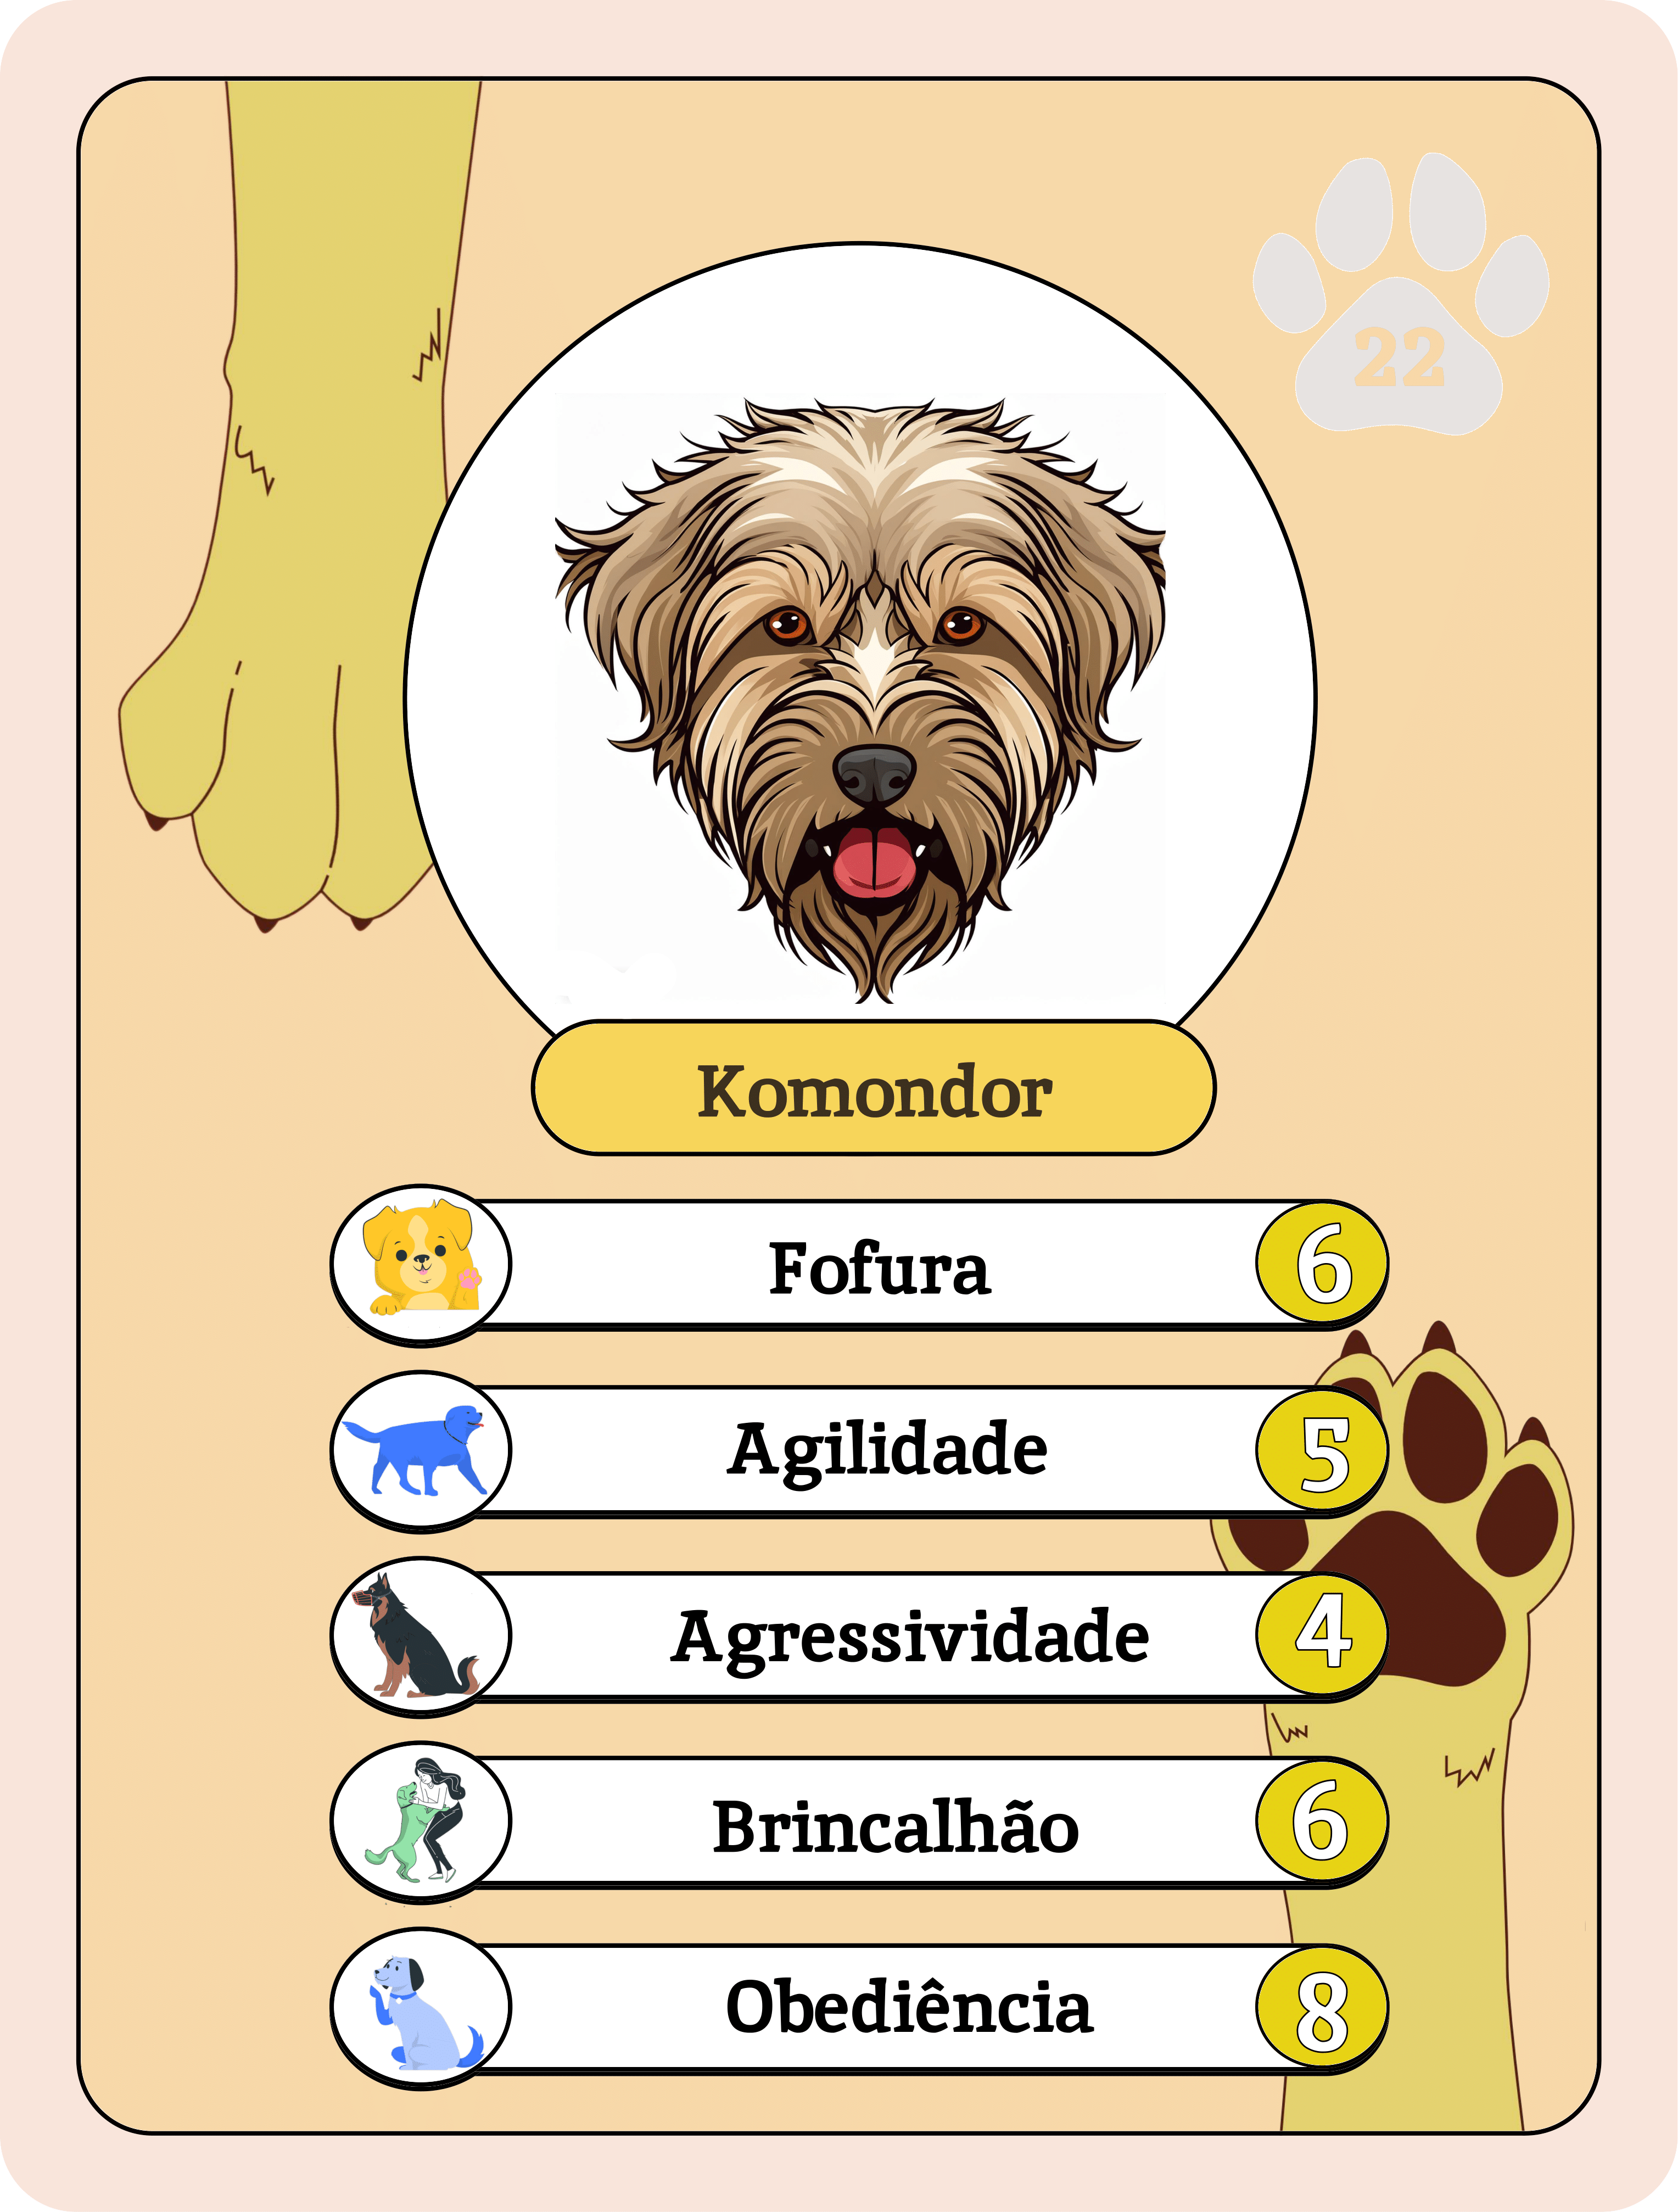 22
Komondor
Fofura 6
Agilidade 5
Agressividade 4
Brincalhão 6
Obediência 8